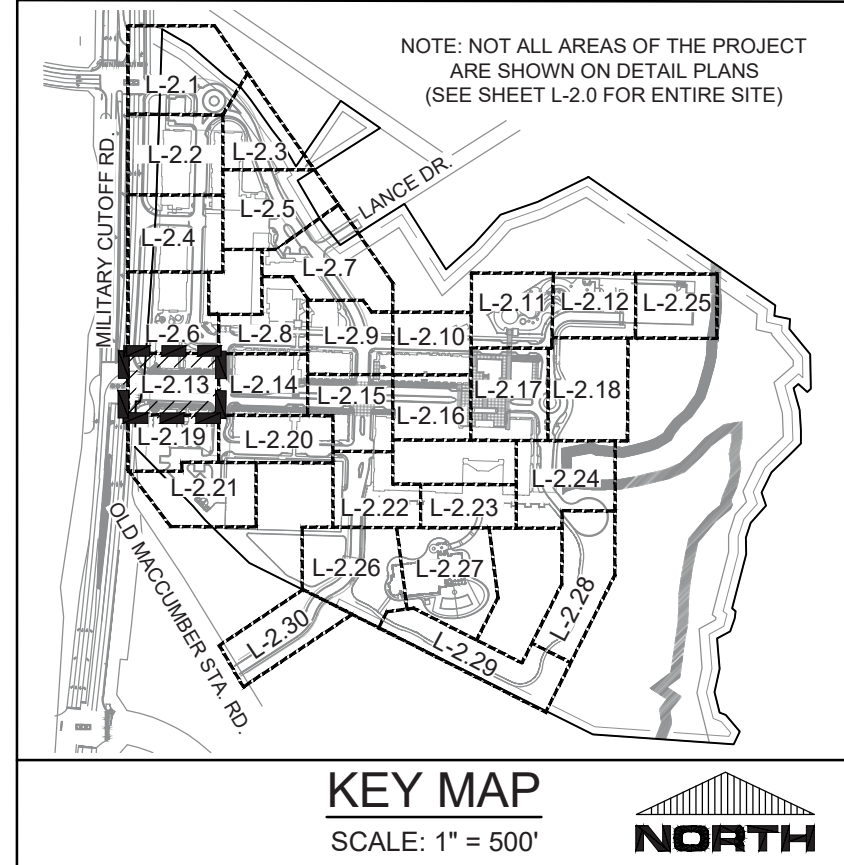 NOTE: NOT ALL AREAS OF THE PROJECT
ARE SHOWN ON DETAIL PLANS
(SEE SHEET L-2.0 FOR ENTIRE SITE)
MILITARY CUTOFF RD.
LANCE DR.
OLD MACCUMBER STA. RD.
L-2.1
L-2.2
L-2.3
L-2.4
L-2.5
L-2.6
L-2.7
L-2.8
L-2.9
L-2.10
L-2.11
L-2.12
L-2.25
L-2.13
L-2.14
L-2.15
L-2.16
L-2.17
L-2.18
L-2.19
L-2.20
L-2.21
L-2.22
L-2.23
L-2.24
L-2.26
L-2.27
L-2.28
L-2.29
L-2.30
KEY MAP
SCALE: 1" = 500'
NORTH